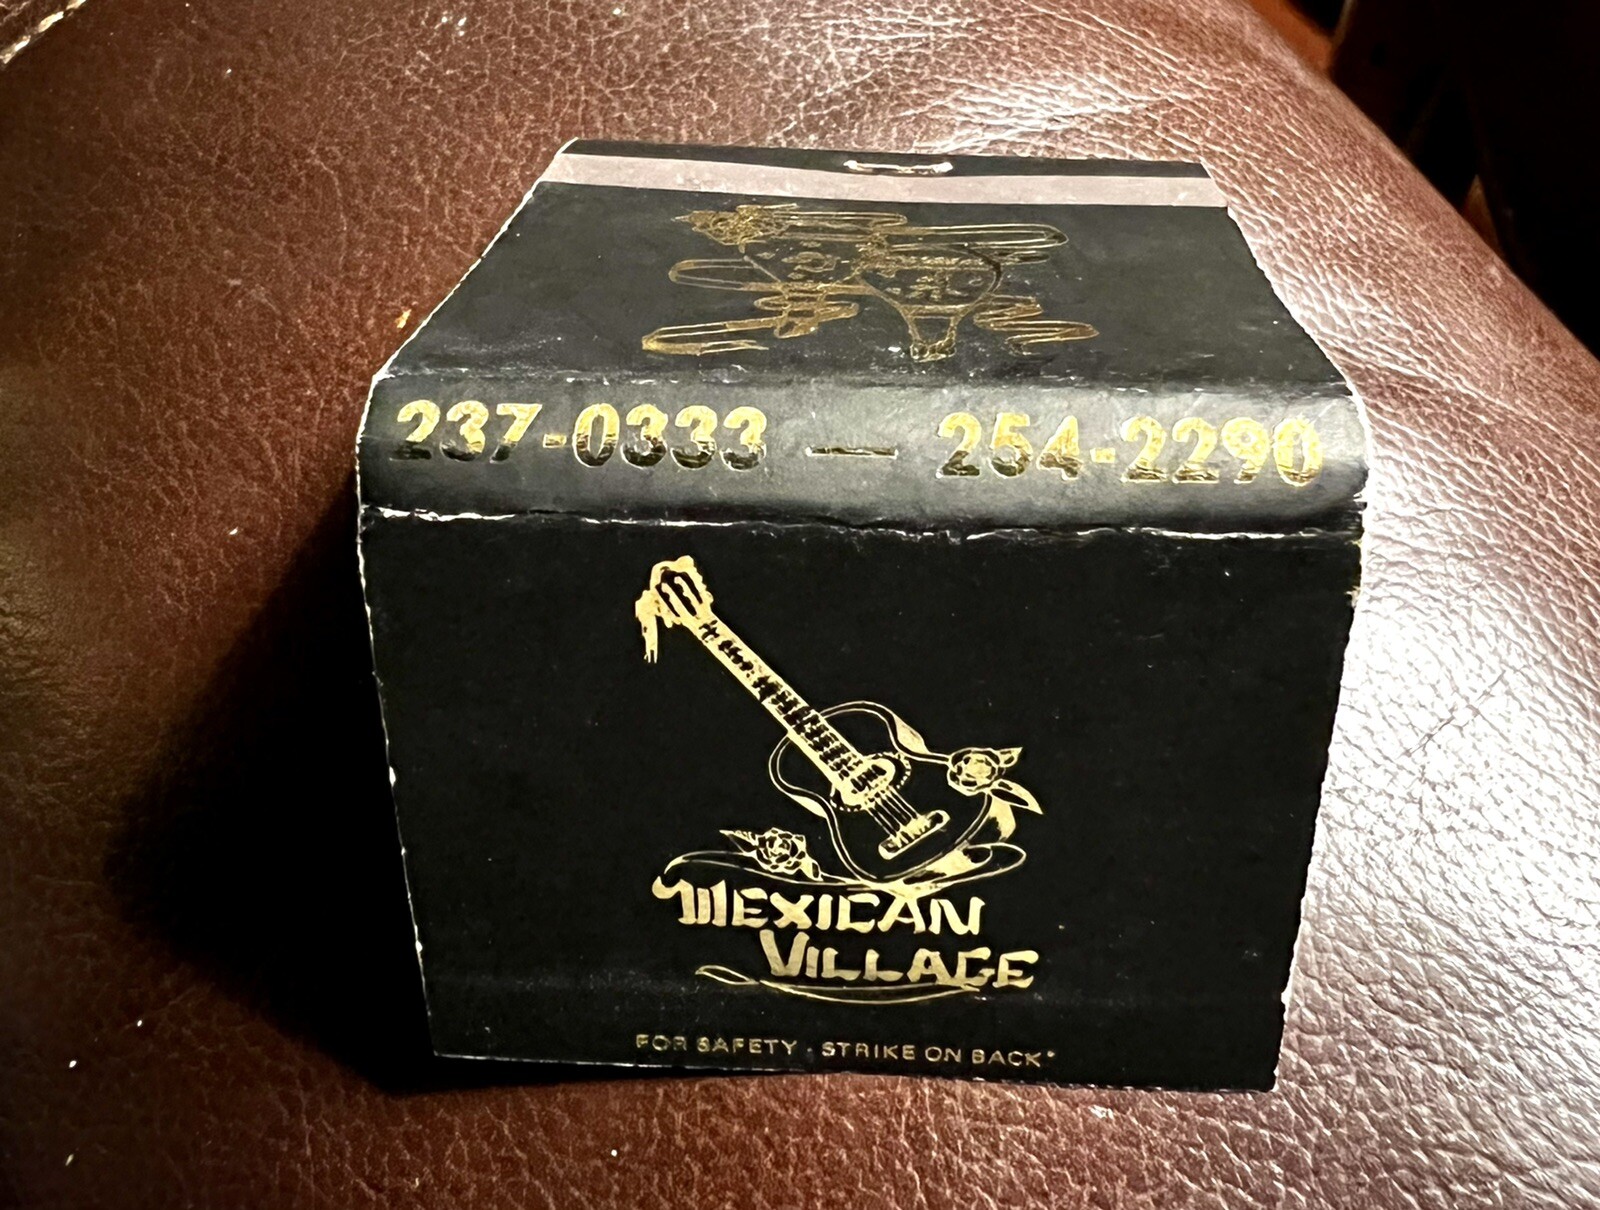 237-0333 — 254-2290
MEXICAN
VILLAGE
FOR SAFETY · STRIKE ON BACK